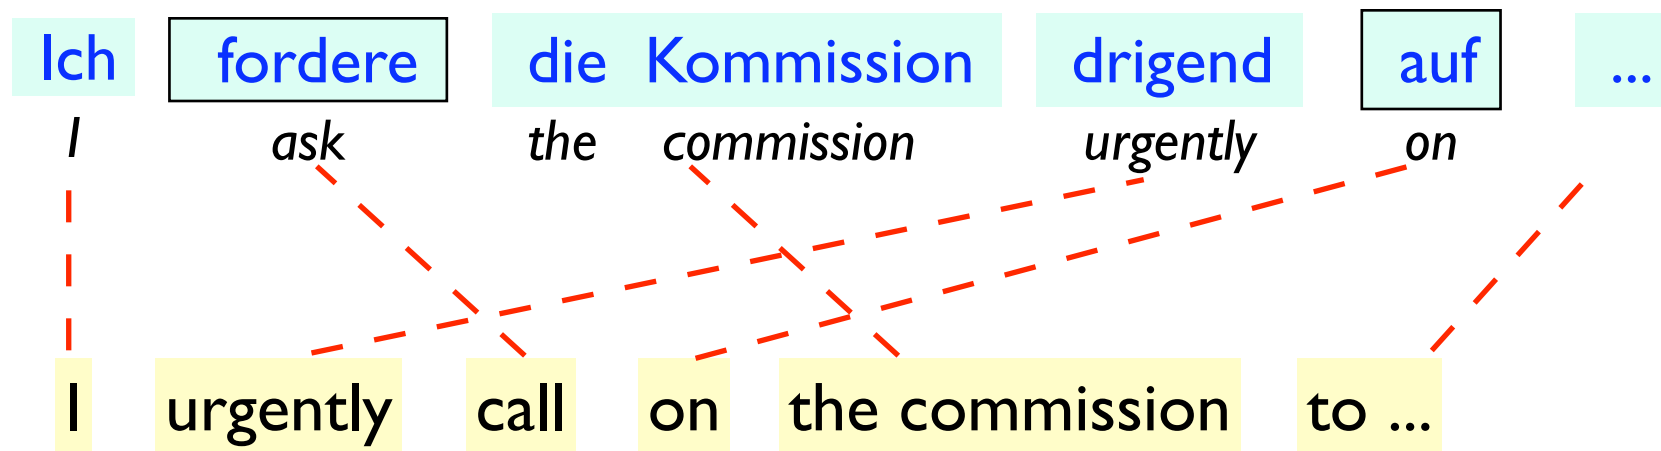 Ich fordere die Kommission drigend auf ...
I ask the commission urgently on
I urgently call on the commission to ...